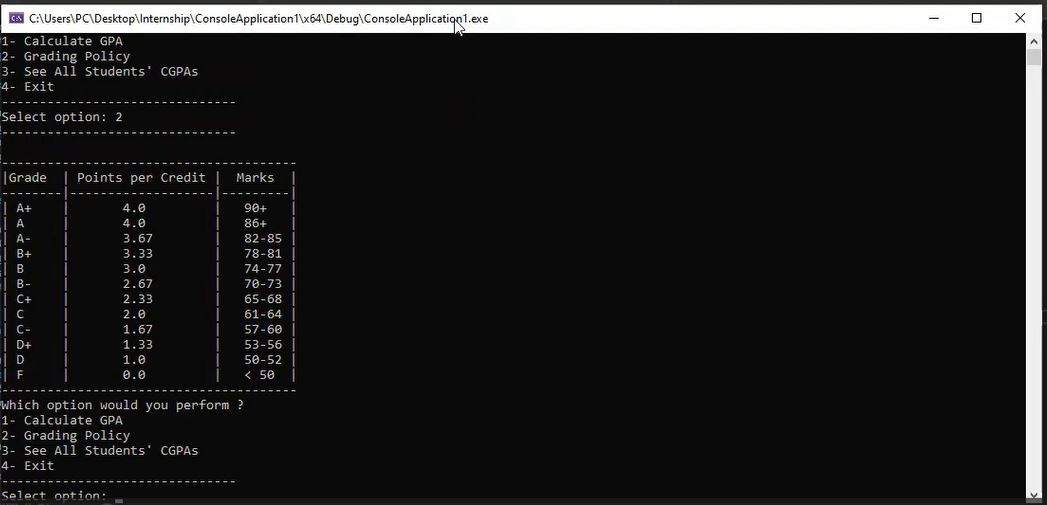 C:\Users\PC\Desktop\Internship\ConsoleApplication1\x64\Debug\ConsoleApplication1.exe
1- Calculate GPA
2- Grading Policy
3- See All Students' CGPAs
4- Exit
-------------------------------
Select option: 2
-------------------------------
---------------------------------------
|Grade | Points per Credit | Marks |
--------|-------------------|---------|
| A+ | 4.0 | 90+ |
| A | 4.0 | 86+ |
| A- | 3.67 | 82-85 |
| B+ | 3.33 | 78-81 |
| B | 3.0 | 74-77 |
| B- | 2.67 | 70-73 |
| C+ | 2.33 | 65-68 |
| C | 2.0 | 61-64 |
| C- | 1.67 | 57-60 |
| D+ | 1.33 | 53-56 |
| D | 1.0 | 50-52 |
| F | 0.0 | < 50 |
---------------------------------------
Which option would you perform ?
1- Calculate GPA
2- Grading Policy
3- See All Students' CGPAs
4- Exit
-------------------------------
Select option: